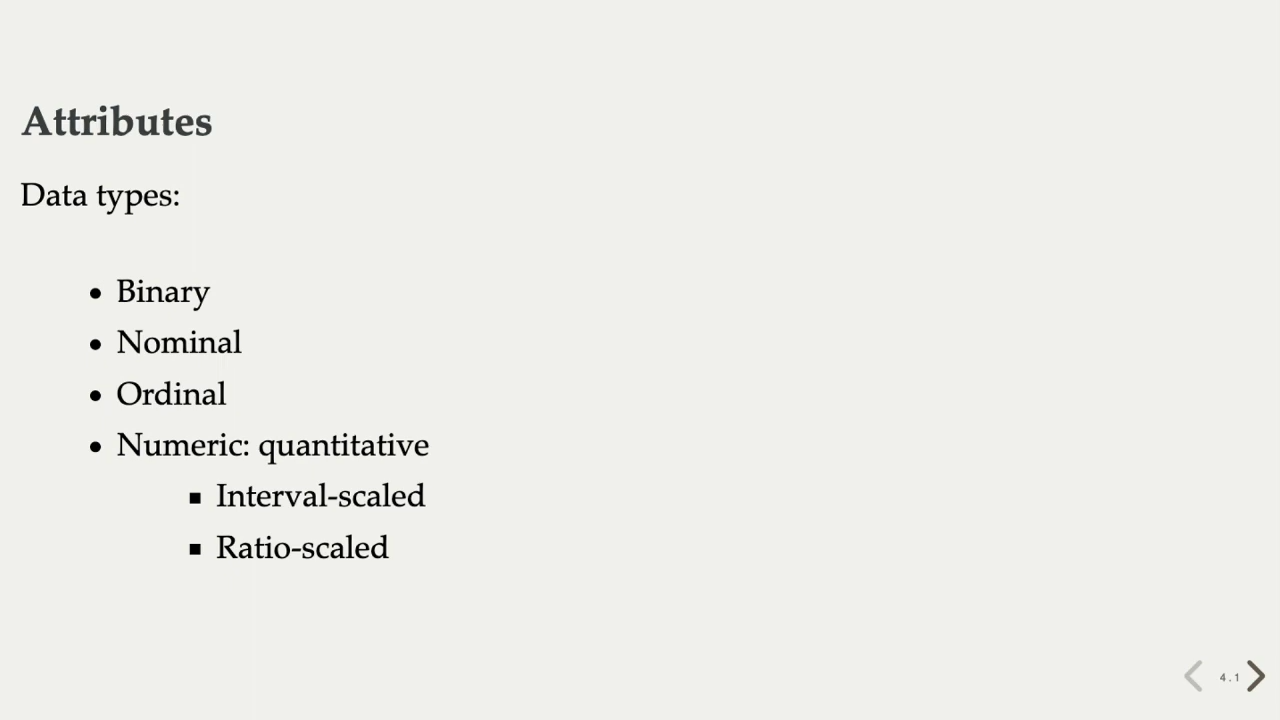 Attributes
Data types:
• Binary
• Nominal
• Ordinal
• Numeric: quantitative
▪ Interval-scaled
▪ Ratio-scaled
4.1